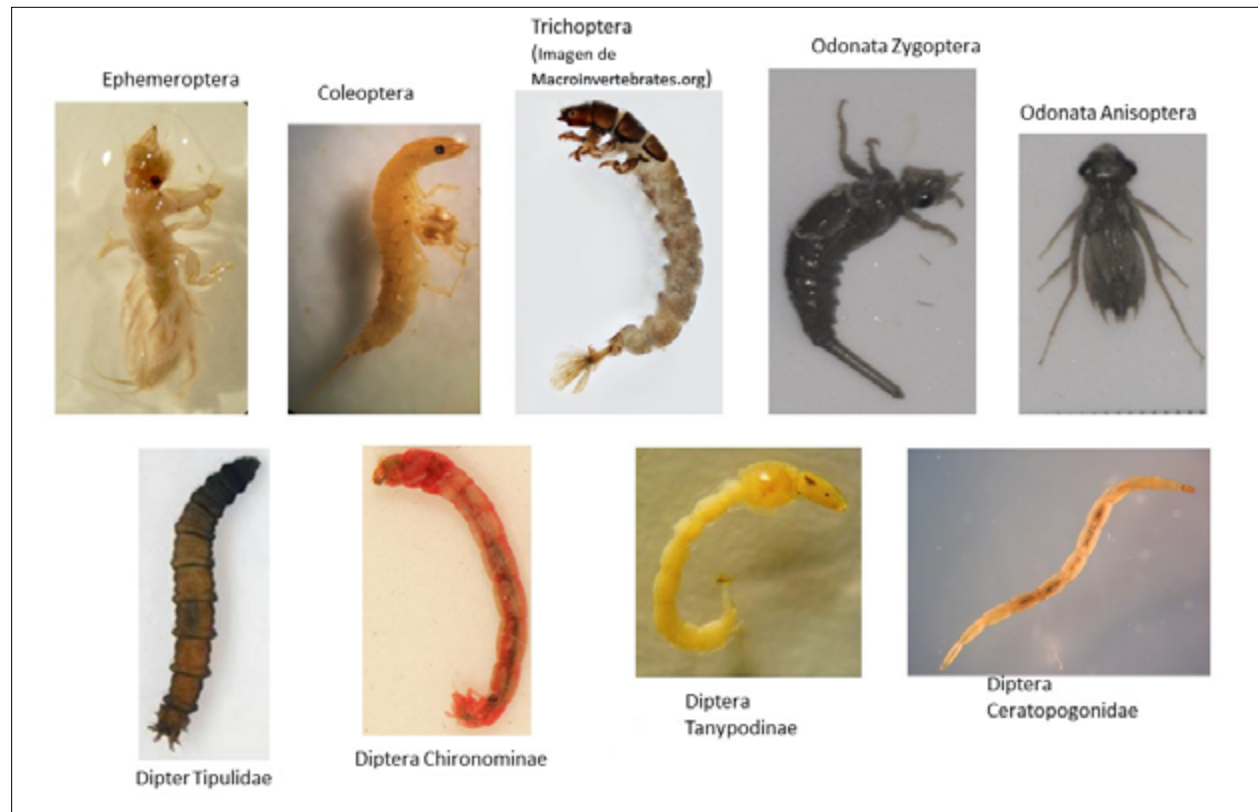 Ephemeroptera
Coleoptera
Trichoptera
(Imagen de
Macroinvertebrates.org)
Odonata Zygoptera
Odonata Anisoptera
Dipter Tipulidae
Diptera Chironominae
Diptera
Tanypodinae
Diptera
Ceratopogonidae